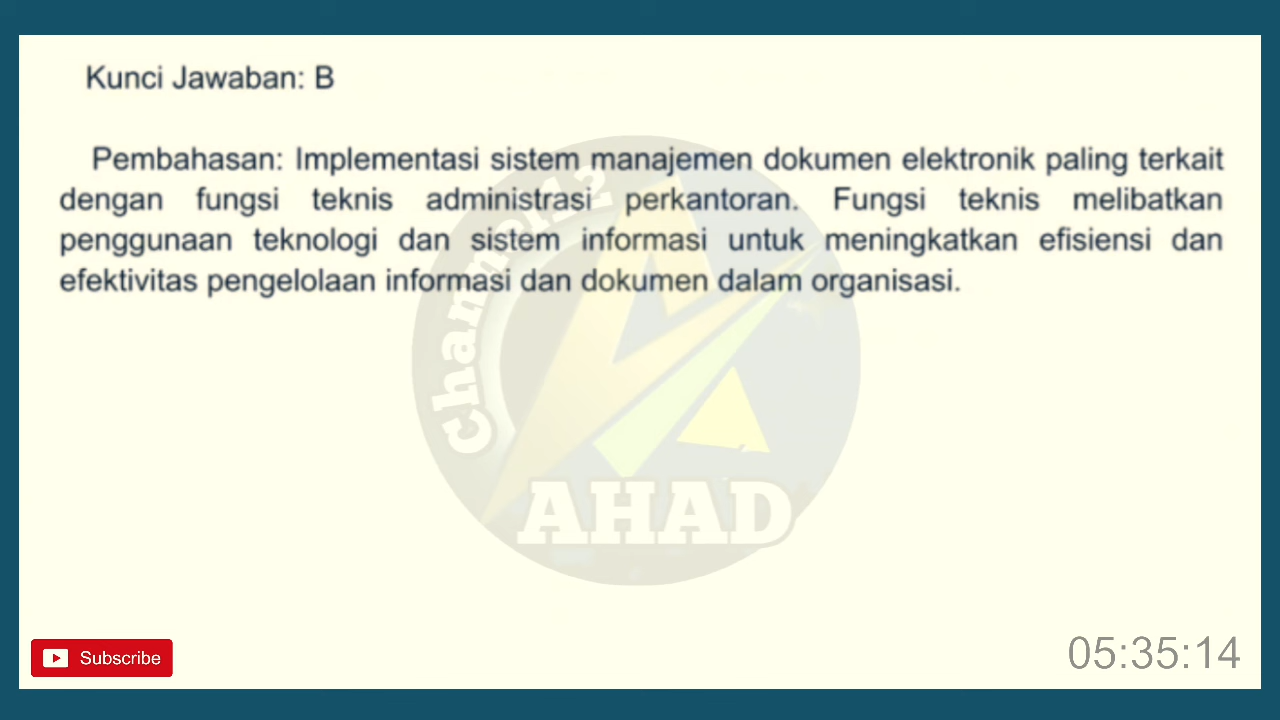 Kunci Jawaban: B
Pembahasan: Implementasi sistem manajemen dokumen elektronik paling terkait
dengan fungsi teknis administrasi perkantoran. Fungsi teknis melibatkan
penggunaan teknologi dan sistem informasi untuk meningkatkan efisiensi dan
efektivitas pengelolaan informasi dan dokumen dalam organisasi.
AHAD
Subscribe
05:35:14